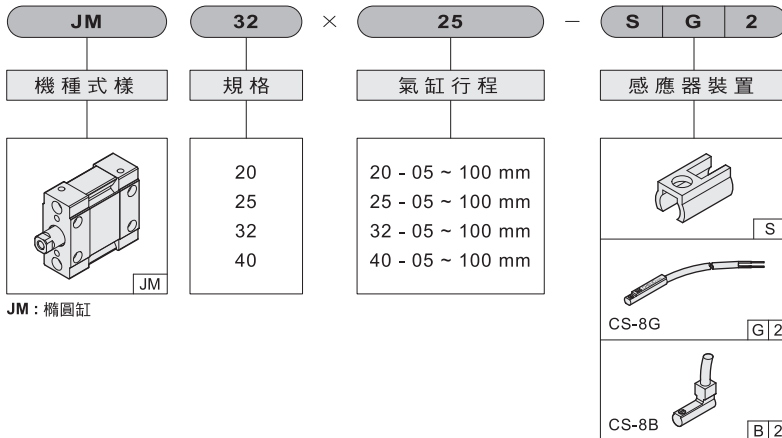 JM 32 × 25 – S G 2
機種式樣 規格 氣缸行程 感應器裝置
JM
JM : 橢圓缸
20
25
32
40
20 - 05 ~ 100 mm
25 - 05 ~ 100 mm
32 - 05 ~ 100 mm
40 - 05 ~ 100 mm
S
CS-8G G 2
CS-8B B 2